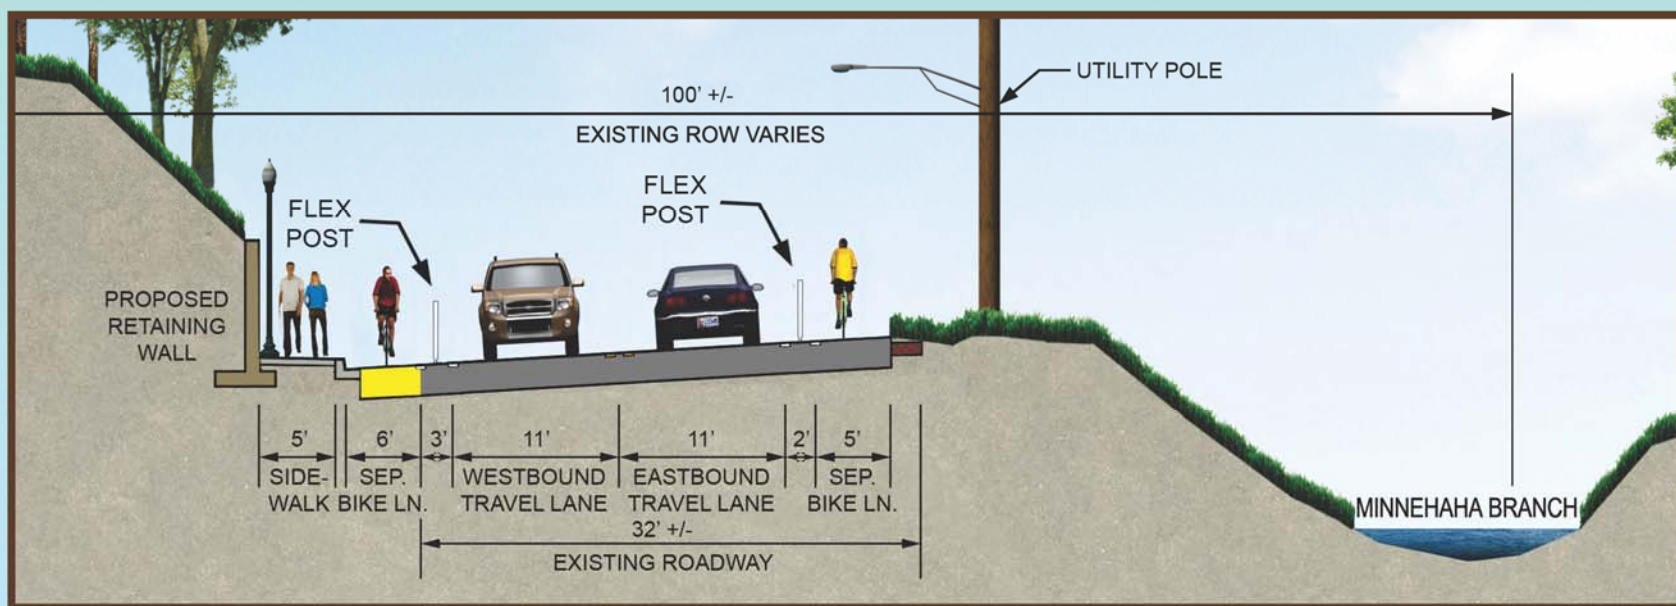 UTILITY POLE
100' +/-
EXISTING ROW VARIES
FLEX
POST
FLEX
POST
PROPOSED
RETAINING
WALL
5'
6'
3'
11'
11'
2'
5'
SIDE-
WALK
SEP.
BIKE LN.
WESTBOUND
TRAVEL LANE
EASTBOUND
TRAVEL LANE
SEP.
BIKE LN.
32' +/-
EXISTING ROADWAY
MINNEHAHA BRANCH